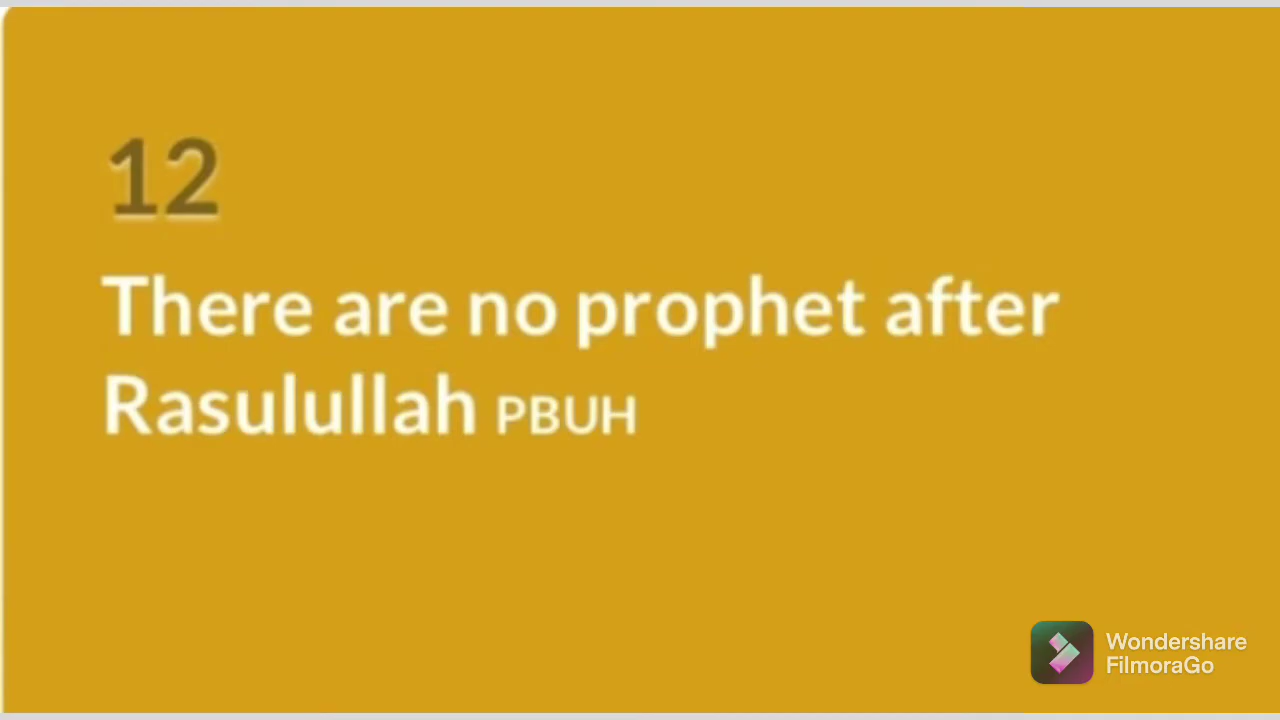 12
There are no prophet after
Rasulullah PBUH
Wondershare
FilmoraGo